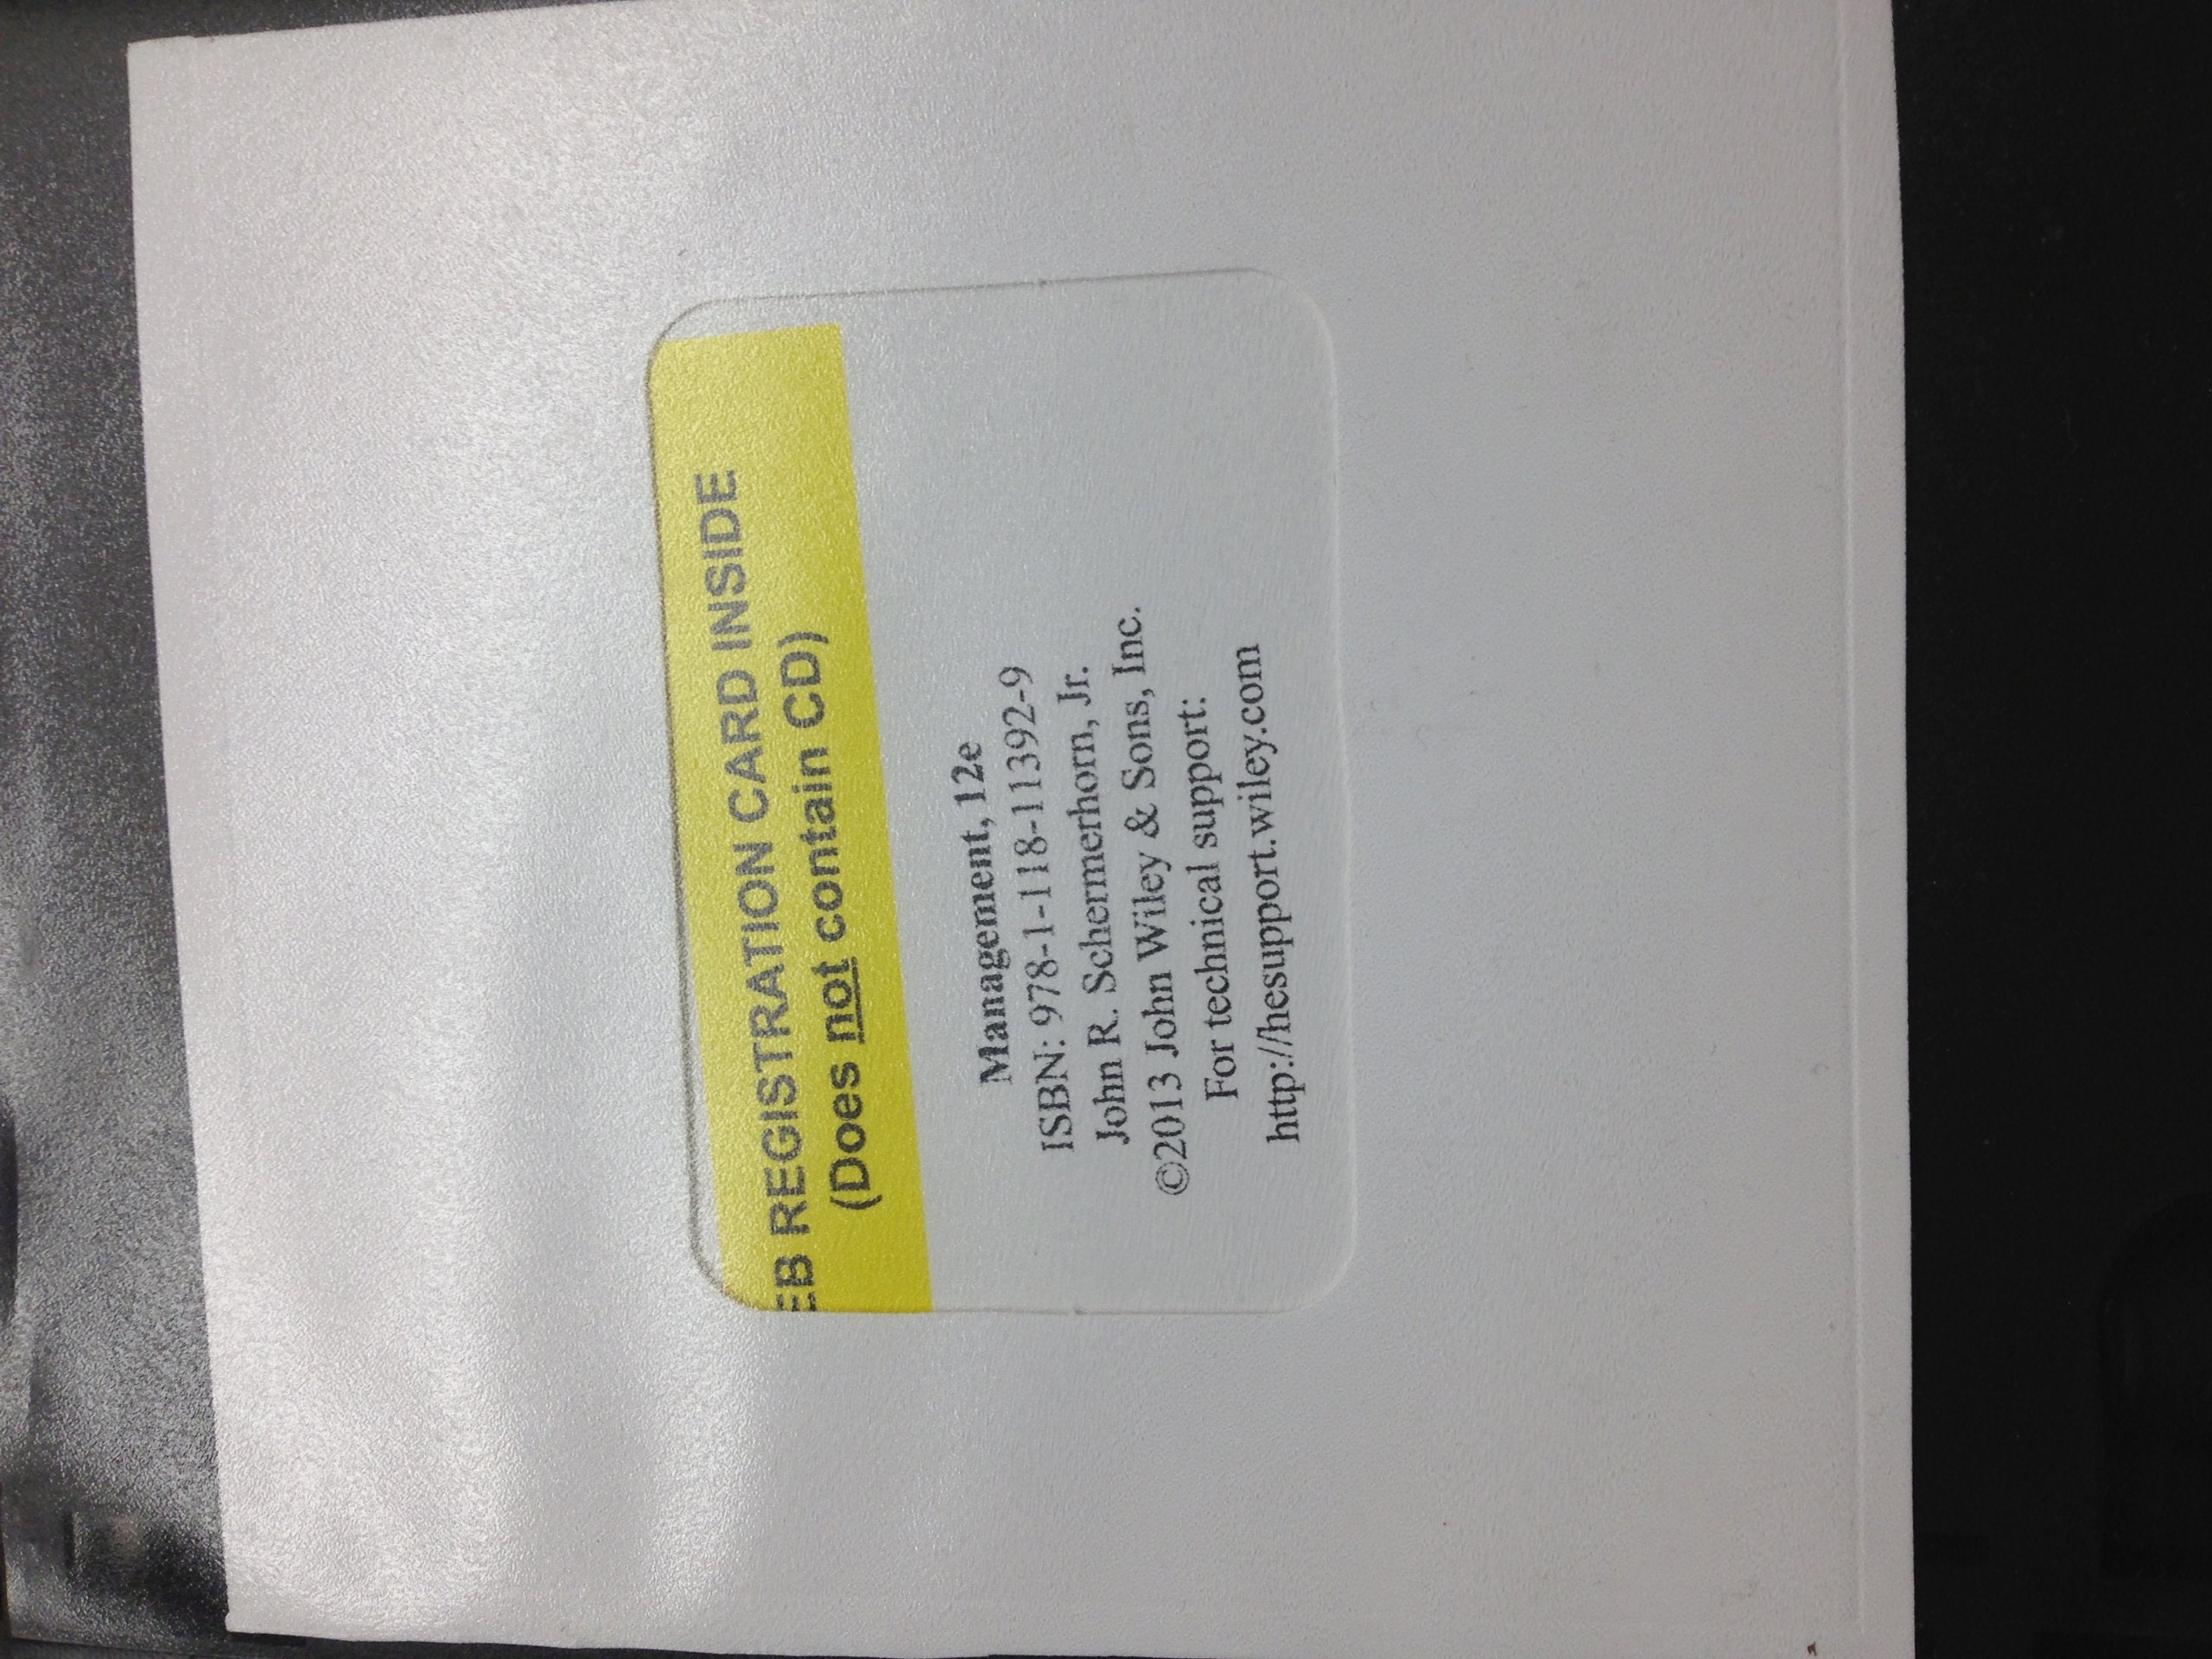 EB REGISTRATION CARD INSIDE
(Does not contain CD)
Management, 12e
ISBN: 978-1-118-11392-9
John R. Schermerhorn, Jr.
©2013 John Wiley & Sons, Inc.
For technical support:
http://hesupport.wiley.com